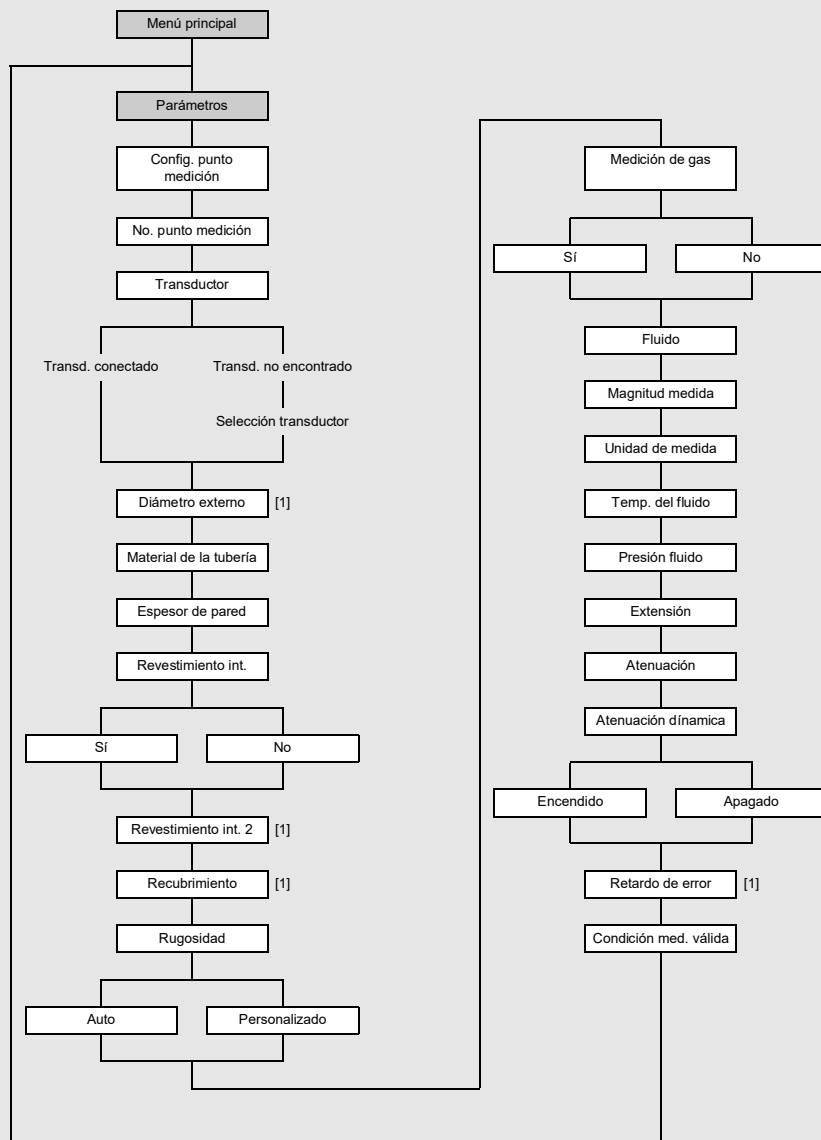 Menú principal
Parámetros
Config. punto
medición
No. punto medición
Transductor
Transd. conectado
Transd. no encontrado
Selección transductor
Diámetro externo [1]
Material de la tubería
Espesor de pared
Revestimiento int.
Sí
No
Revestimiento int. 2 [1]
Recubrimiento [1]
Rugosidad
Auto
Personalizado
Medición de gas
Sí
No
Fluido
Magnitud medida
Unidad de medida
Temp. del fluido
Presión fluido
Extensión
Atenuación
Atenuación dínamica
Encendido
Apagado
Retardo de error [1]
Condición med. válida